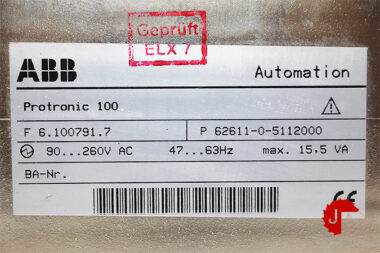 Geprüft
ELX 7
ABB Automation
Protronic 100
F 6.100791.7 P 62611-0-5112000
90...260V AC 47...63Hz max. 15,5 VA
BA-Nr.
CE
J